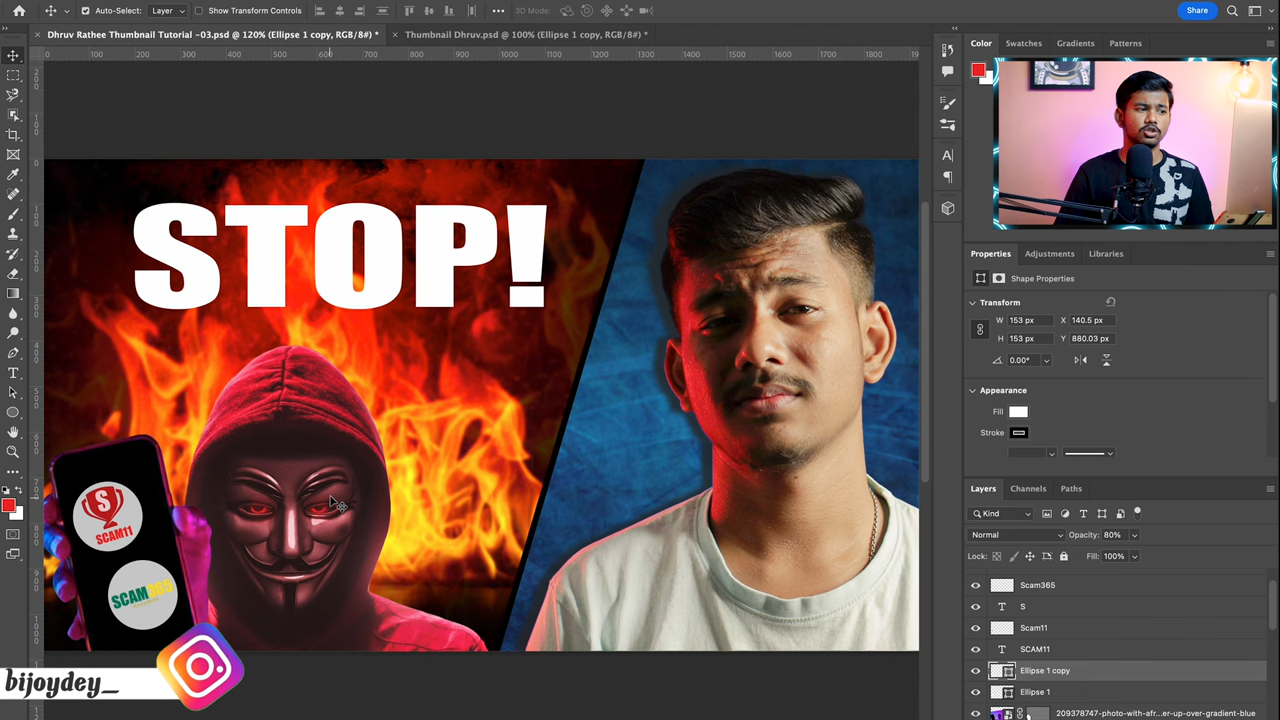 Auto-Select: Layer Show Transform Controls 3D Mode: Share
Dhruv Rathee Thumbnail Tutorial -03.psd @ 120% (Ellipse 1 copy, RGB/8#) * Thumbnail Dhruv.psd @ 100% (Ellipse 1 copy, RGB/8#) *
Color Swatches Gradients Patterns
STOP!
S
SCAM11
SCAM365
bijoydey_
Properties Adjustments Libraries
Shape Properties
Transform
W 153 px X 140.5 px
H 153 px Y 880.03 px
0.00°
Appearance
Fill
Stroke
Layers Channels Paths
Kind
Normal Opacity: 80%
Lock: Fill: 100%
Scam365
S
Scam11
SCAM11
Ellipse 1 copy
Ellipse 1
209378747-photo-with-afr...er-up-over-gradient-blue